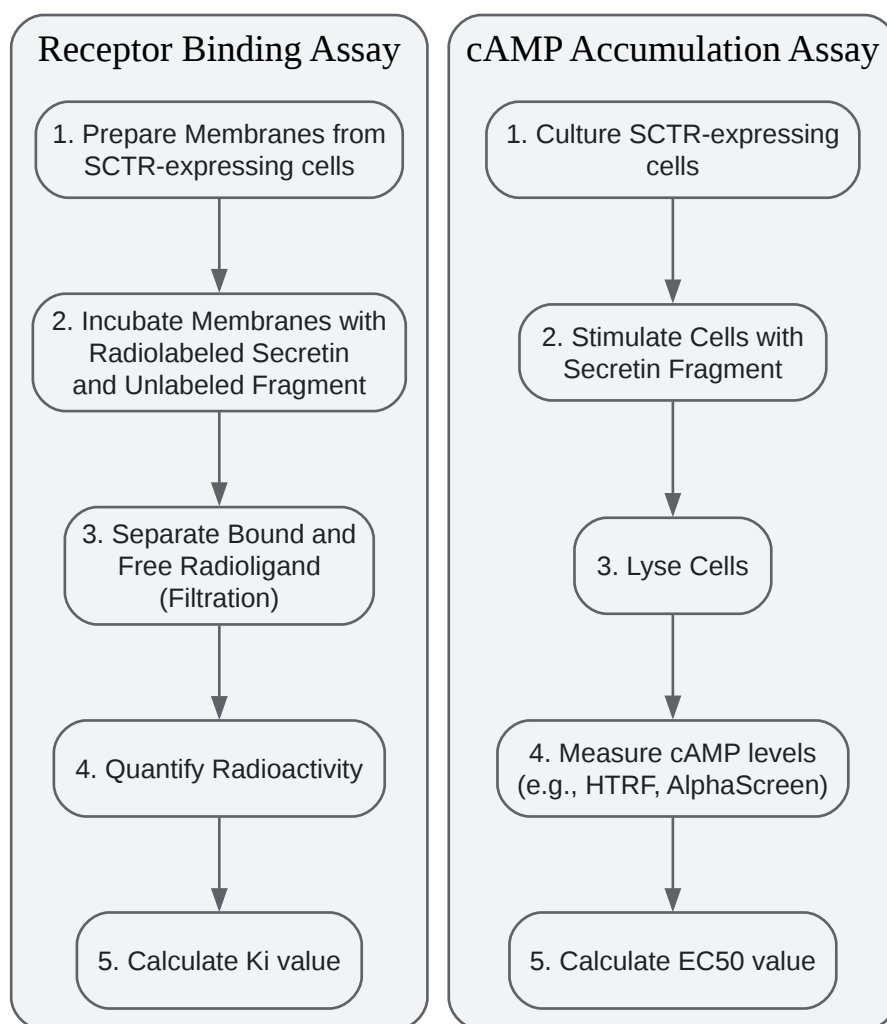 Receptor Binding Assay
1. Prepare Membranes from
SCTR-expressing cells
2. Incubate Membranes with
Radiolabeled Secretin
and Unlabeled Fragment
3. Separate Bound and
Free Radioligand
(Filtration)
4. Quantify Radioactivity
5. Calculate Ki value
cAMP Accumulation Assay
1. Culture SCTR-expressing
cells
2. Stimulate Cells with
Secretin Fragment
3. Lyse Cells
4. Measure cAMP levels
(e.g., HTRF, AlphaScreen)
5. Calculate EC50 value